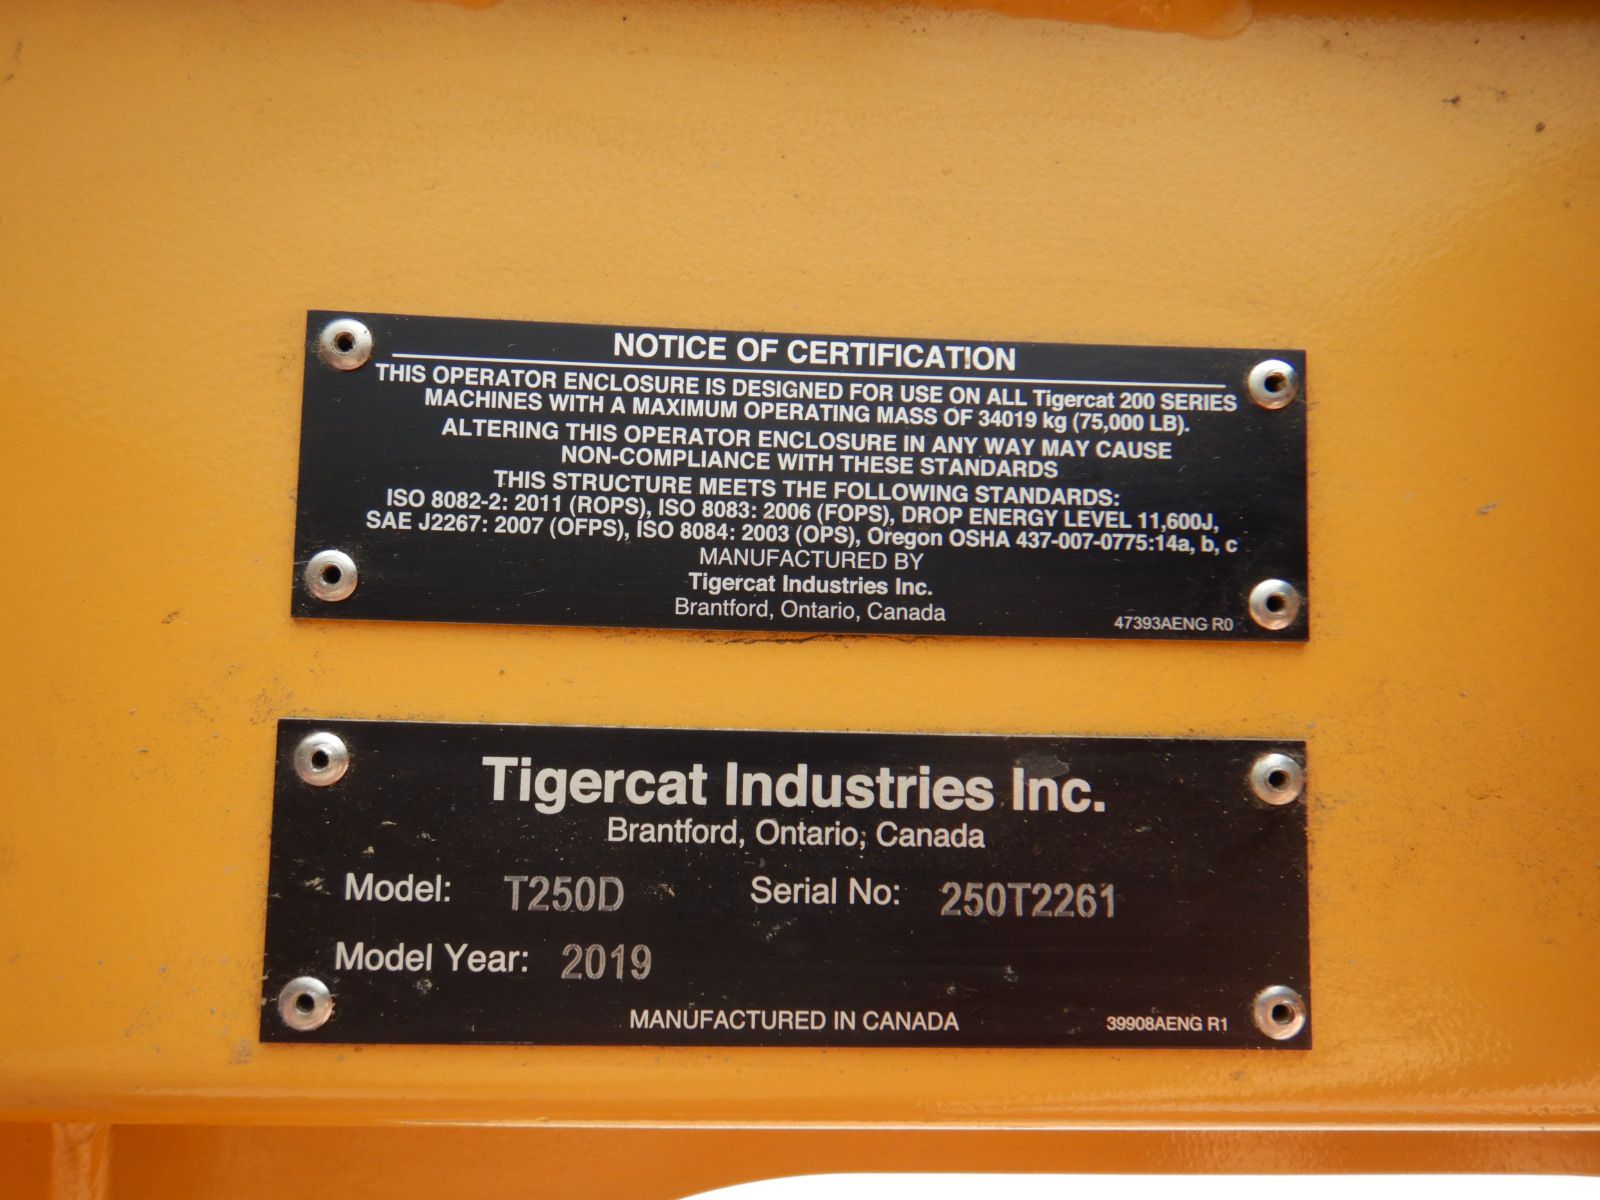 NOTICE OF CERTIFICATION
THIS OPERATOR ENCLOSURE IS DESIGNED FOR USE ON ALL Tigercat 200 SERIES
MACHINES WITH A MAXIMUM OPERATING MASS OF 34019 kg (75,000 LB).
ALTERING THIS OPERATOR ENCLOSURE IN ANY WAY MAY CAUSE
NON-COMPLIANCE WITH THESE STANDARDS
THIS STRUCTURE MEETS THE FOLLOWING STANDARDS:
ISO 8082-2: 2011 (ROPS), ISO 8083: 2006 (FOPS), DROP ENERGY LEVEL 11,600J,
SAE J2267: 2007 (OFPS), ISO 8084: 2003 (OPS), Oregon OSHA 437-007-0775:14a, b, c
MANUFACTURED BY
Tigercat Industries Inc.
Brantford, Ontario, Canada
47393AENG R0
Tigercat Industries Inc.
Brantford, Ontario, Canada
Model: T250D Serial No: 250T2261
Model Year: 2019
MANUFACTURED IN CANADA
39908AENG R1